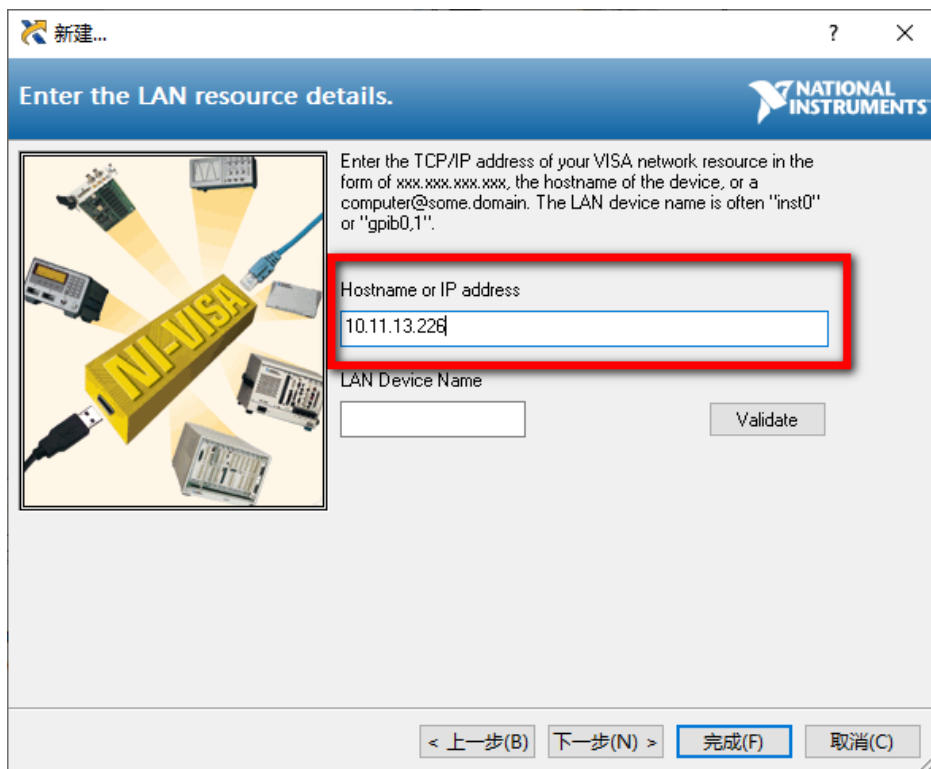 新建...
?
Enter the LAN resource details.
NATIONAL
INSTRUMENTS
Enter the TCP/IP address of your VISA network resource in the
form of xxx.xxx.xxx.xxx, the hostname of the device, or a
computer@some.domain. The LAN device name is often "inst0"
or "gpib0,1".
NI-VISA
Hostname or IP address
10.11.13.226
LAN Device Name
Validate
< 上一步(B) 下一步(N) > 完成(F) 取消(C)